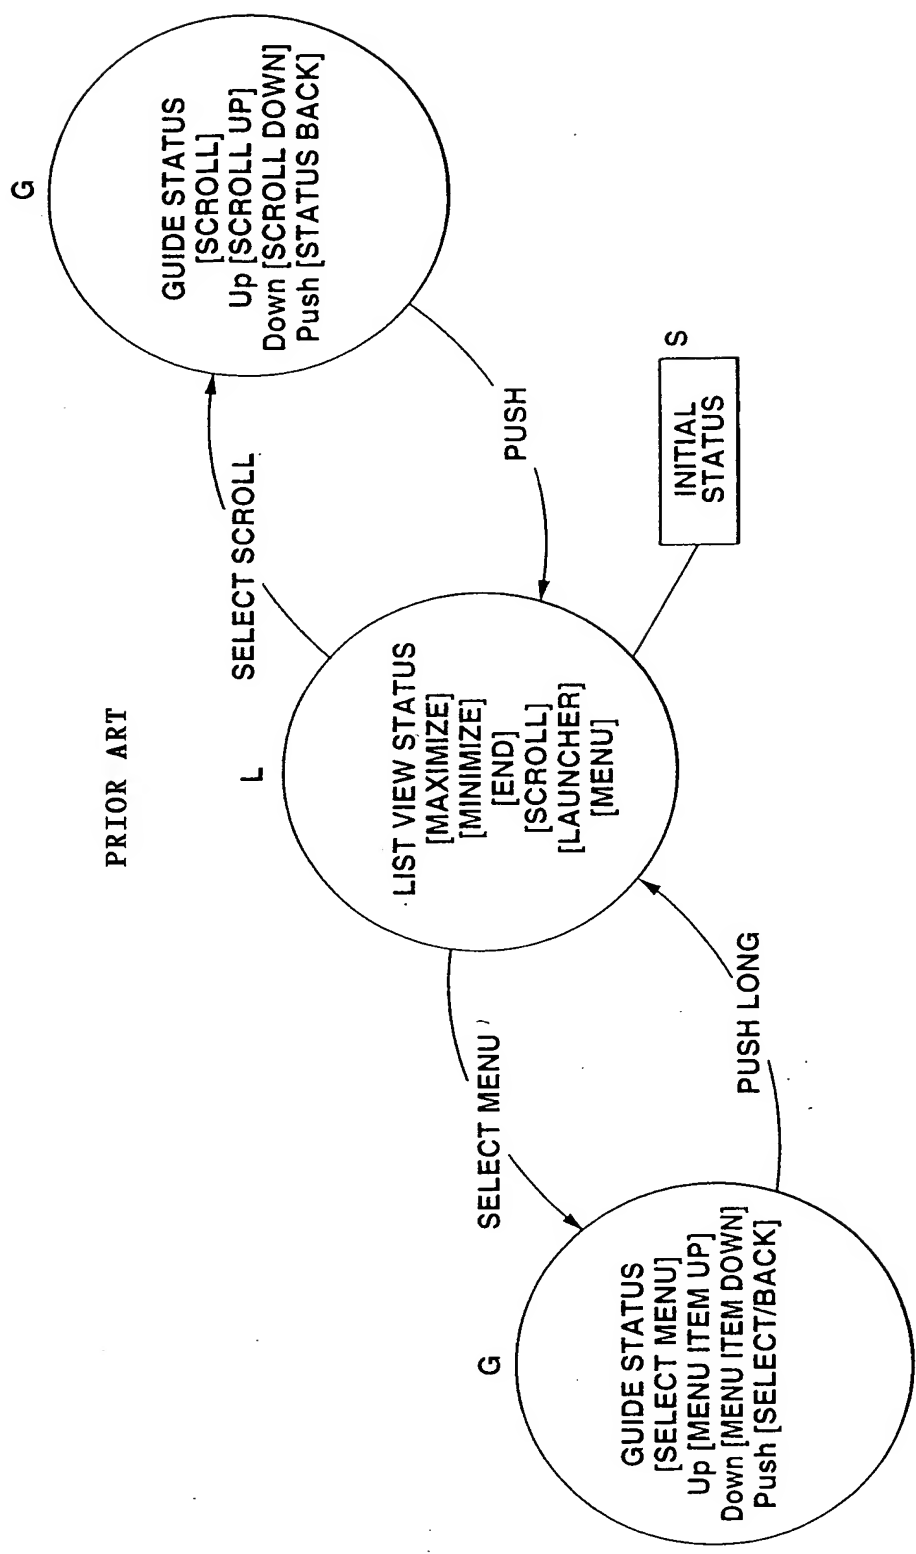 PRIOR ART
G
GUIDE STATUS
[SELECT MENU]
Up [MENU ITEM UP]
Down [MENU ITEM DOWN]
Push [SELECT/BACK]
SELECT MENU
PUSH LONG
L
LIST VIEW STATUS
[MAXIMIZE]
[MINIMIZE]
[END]
[SCROLL]
[LAUNCHER]
[MENU]
SELECT SCROLL
PUSH
INITIAL
STATUS
S
G
GUIDE STATUS
[SCROLL]
Up [SCROLL UP]
Down [SCROLL DOWN]
Push [STATUS BACK]